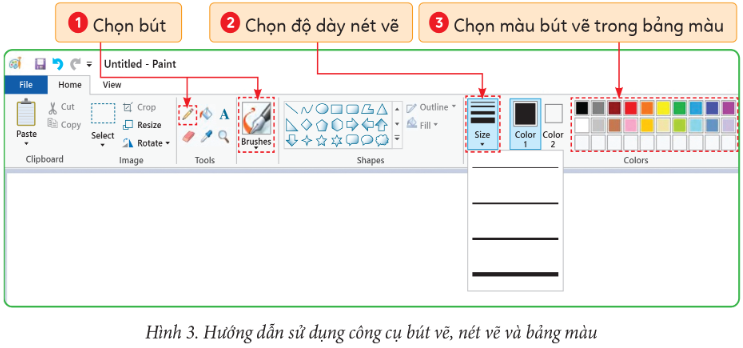 1 Chọn bút
2 Chọn độ dày nét vẽ
3 Chọn màu bút vẽ trong bảng màu
Untitled - Paint
File Home View
Paste
Cut
Copy
Clipboard
Select
Crop
Resize
Rotate
Image
A
Tools
Brushes
Outline
Fill
Shapes
Size
Color 1
Color 2
Colors
Hình 3. Hướng dẫn sử dụng công cụ bút vẽ, nét vẽ và bảng màu